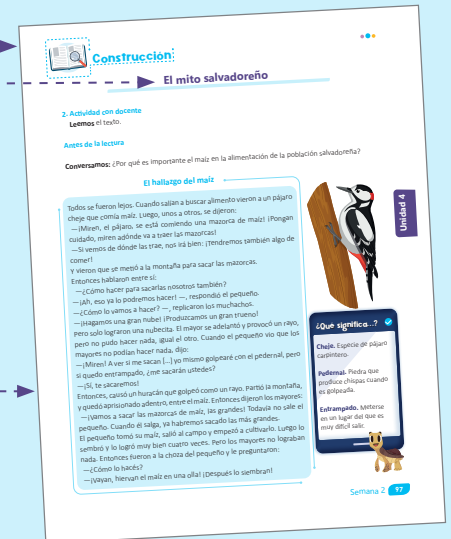 Construcción
El mito salvadoreño
2. Actividad con docente
Leemos el texto.
Antes de la lectura
Conversamos: ¿Por qué es importante el maíz en la alimentación de la población salvadoreña?
El hallazgo del maíz
Todos se fueron lejos. Cuando salían a buscar alimento vieron a un pájaro
cheje que comía maíz. Luego, unos a otros, se dijeron:
—¡Miren, el pájaro, se está comiendo una mazorca de maíz! ¡Pongan
cuidado, miren adónde va a traer las mazorcas!
—Si vemos de dónde las trae, nos irá bien: ¡Tendremos también algo de
comer!
Y vieron que se metió a la montaña para sacar las mazorcas.
Entonces hablaron entre sí:
—¿Cómo hacer para sacarlas nosotros también?
—¡Ah, eso ya lo podremos hacer! —, respondió el pequeño.
—¿Cómo lo vamos a hacer? —, replicaron los muchachos.
—¡Hagamos una gran nube! ¡Produzcamos un gran trueno!
Pero solo lograron una nubecita. El mayor se adelantó y provocó un rayo,
pero no pudo hacer nada, igual el otro. Cuando el pequeño vio que los
mayores no podían hacer nada, dijo:
—¡Miren! A ver si me sacan [...] yo mismo golpearé con el pedernal, pero
si quedo entrampado, ¿me sacarán ustedes?
—¡Sí, te sacaremos!
Entonces, causó un huracán que golpeó como un rayo. Partió la montaña,
y quedó aprisionado adentro, entre el maíz. Entonces dijeron los mayores:
—¡Vamos a sacar las mazorcas de maíz, las grandes! Todavía no sale el
pequeño. Cuando él salga, ya habremos sacado las más grandes.
El pequeño tomó su maíz, salió al campo y empezó a cultivarlo. Luego lo
sembró y lo logró muy bien cuatro veces. Pero los mayores no lograban
nada. Entonces fueron a la choza del pequeño y le preguntaron:
—¿Cómo lo hacés?
—¡Vayan, hiervan el maíz en una olla! ¡Después lo siembran!
Unidad 4
¿Qué significa...?
Cheje. Especie de pájaro
carpintero.
Pedernal. Piedra que
produce chispas cuando
es golpeada.
Entrampado. Meterse
en un lugar del que es
muy difícil salir.
Semana 2 97